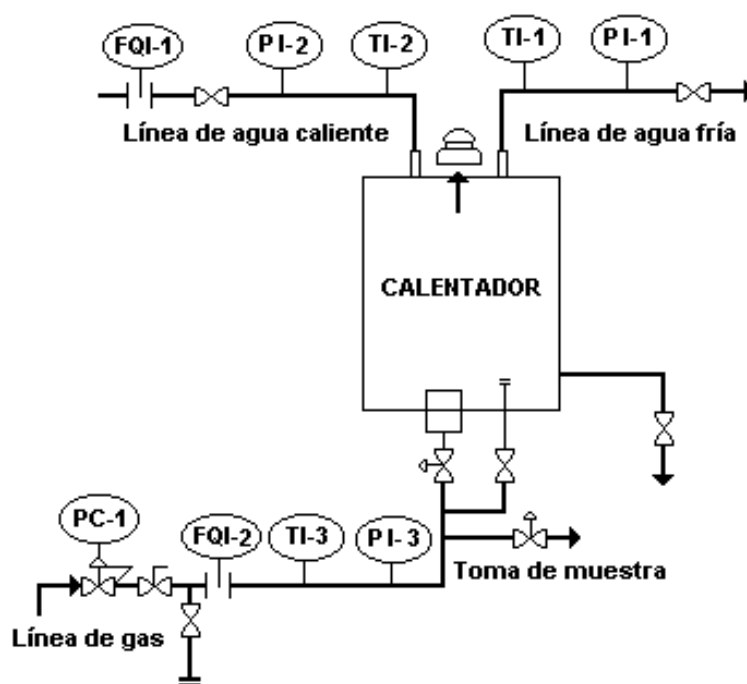 FQI-1
PI-2
TI-2
TI-1
PI-1
Línea de agua caliente
Línea de agua fría
CALENTADOR
PC-1
FQI-2
TI-3
PI-3
Toma de muestra
Línea de gas